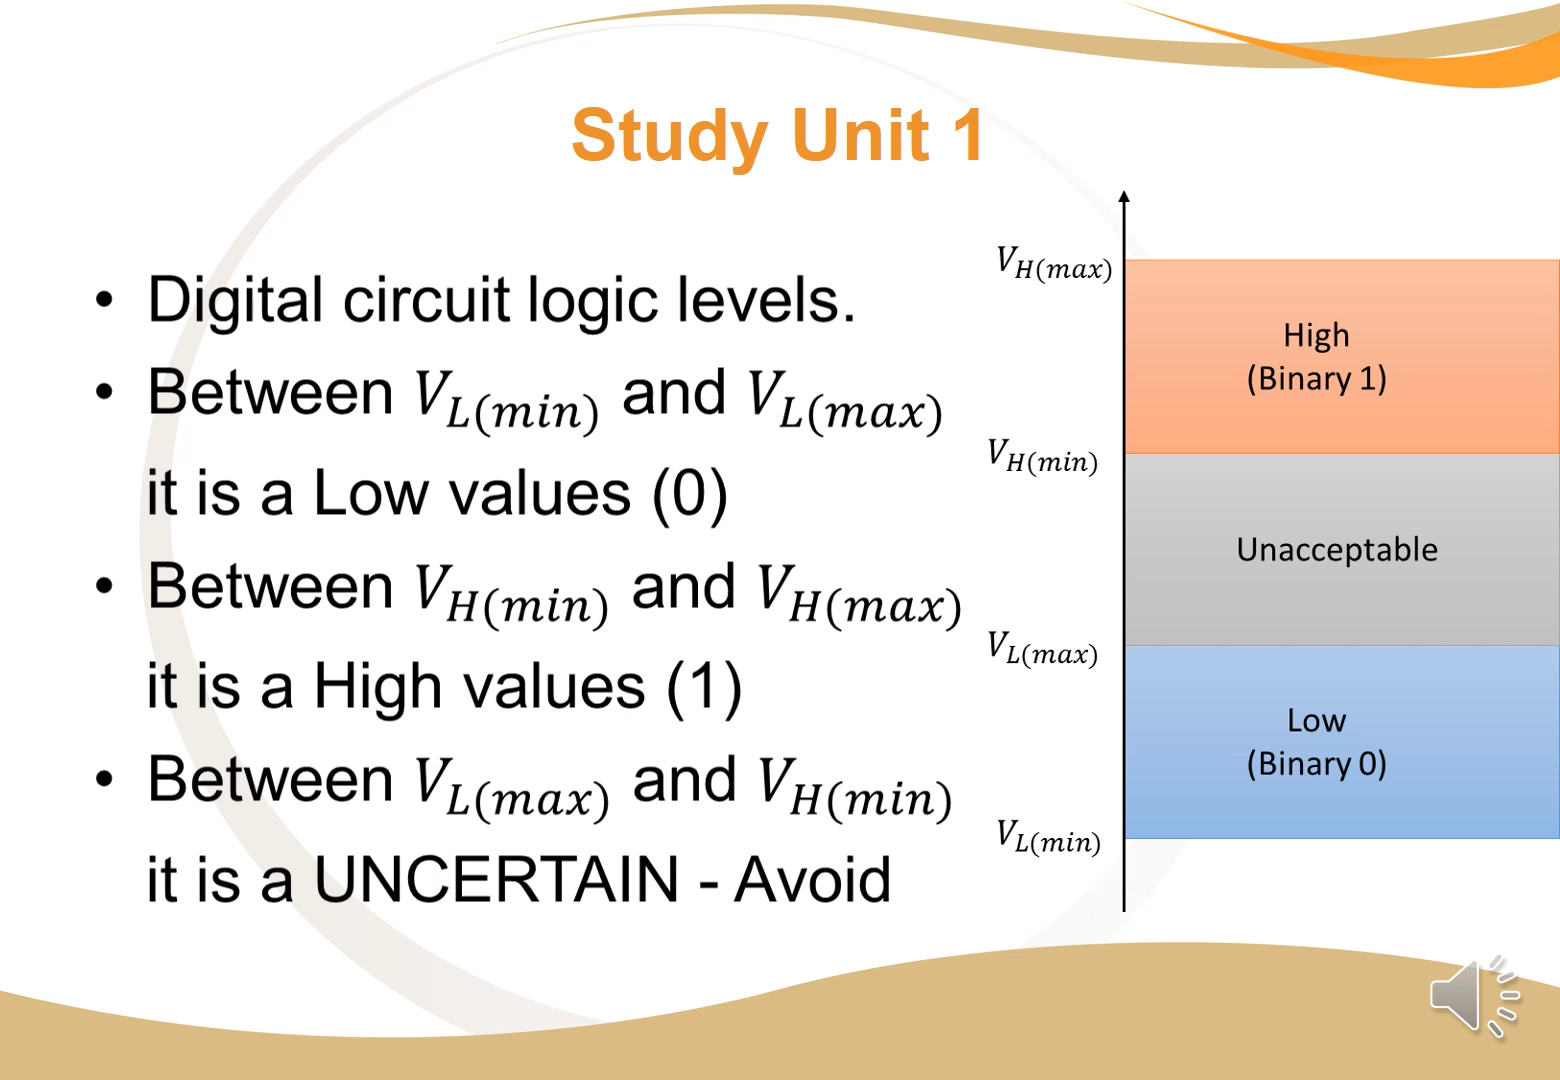 Study Unit 1
• Digital circuit logic levels.
• Between V_{L(min)} and V_{L(max)}
it is a Low values (0)
• Between V_{H(min)} and V_{H(max)}
it is a High values (1)
• Between V_{L(max)} and V_{H(min)}
it is a UNCERTAIN - Avoid
V_{H(max)}
High
(Binary 1)
V_{H(min)}
Unacceptable
V_{L(max)}
Low
(Binary 0)
V_{L(min)}